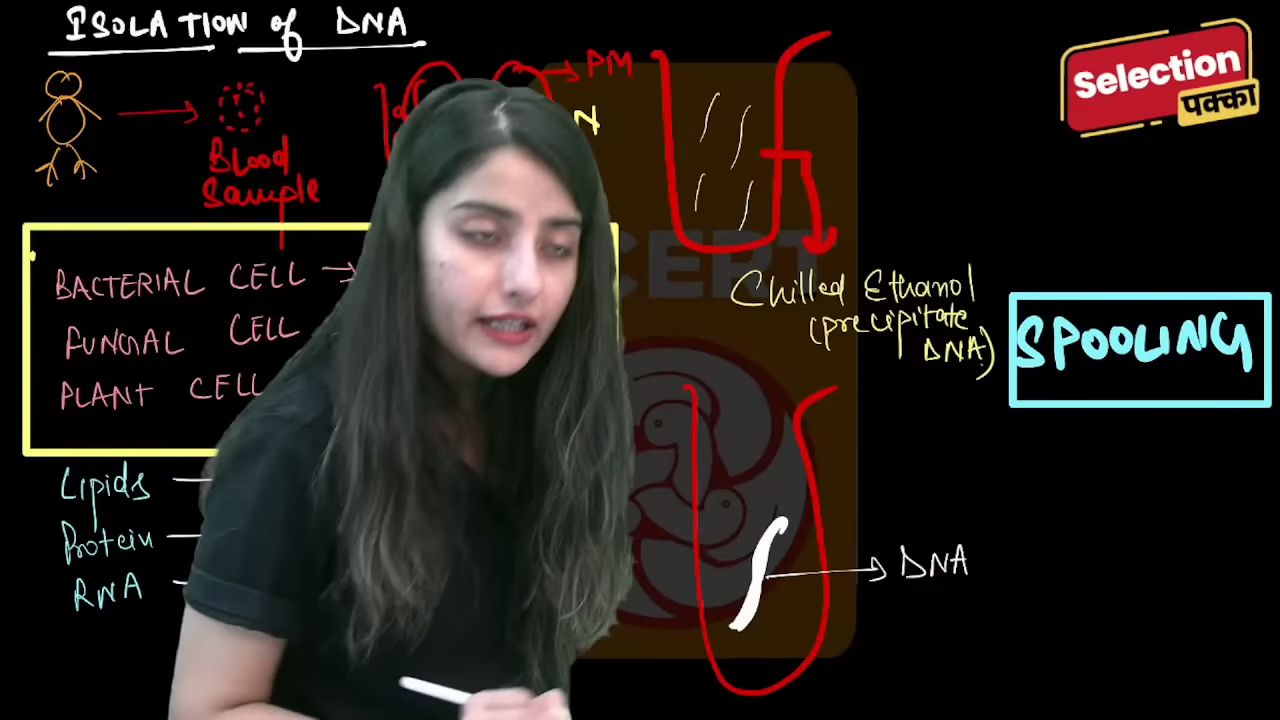 ISOLATION of DNA
Selection
पक्का
PM
N
Blood
Sample
BACTERIAL CELL
FUNGAL CELL
PLANT CELL
Chilled Ethanol
(precipitate
DNA)
SPOOLING
Lipids
Protein
RNA
DNA